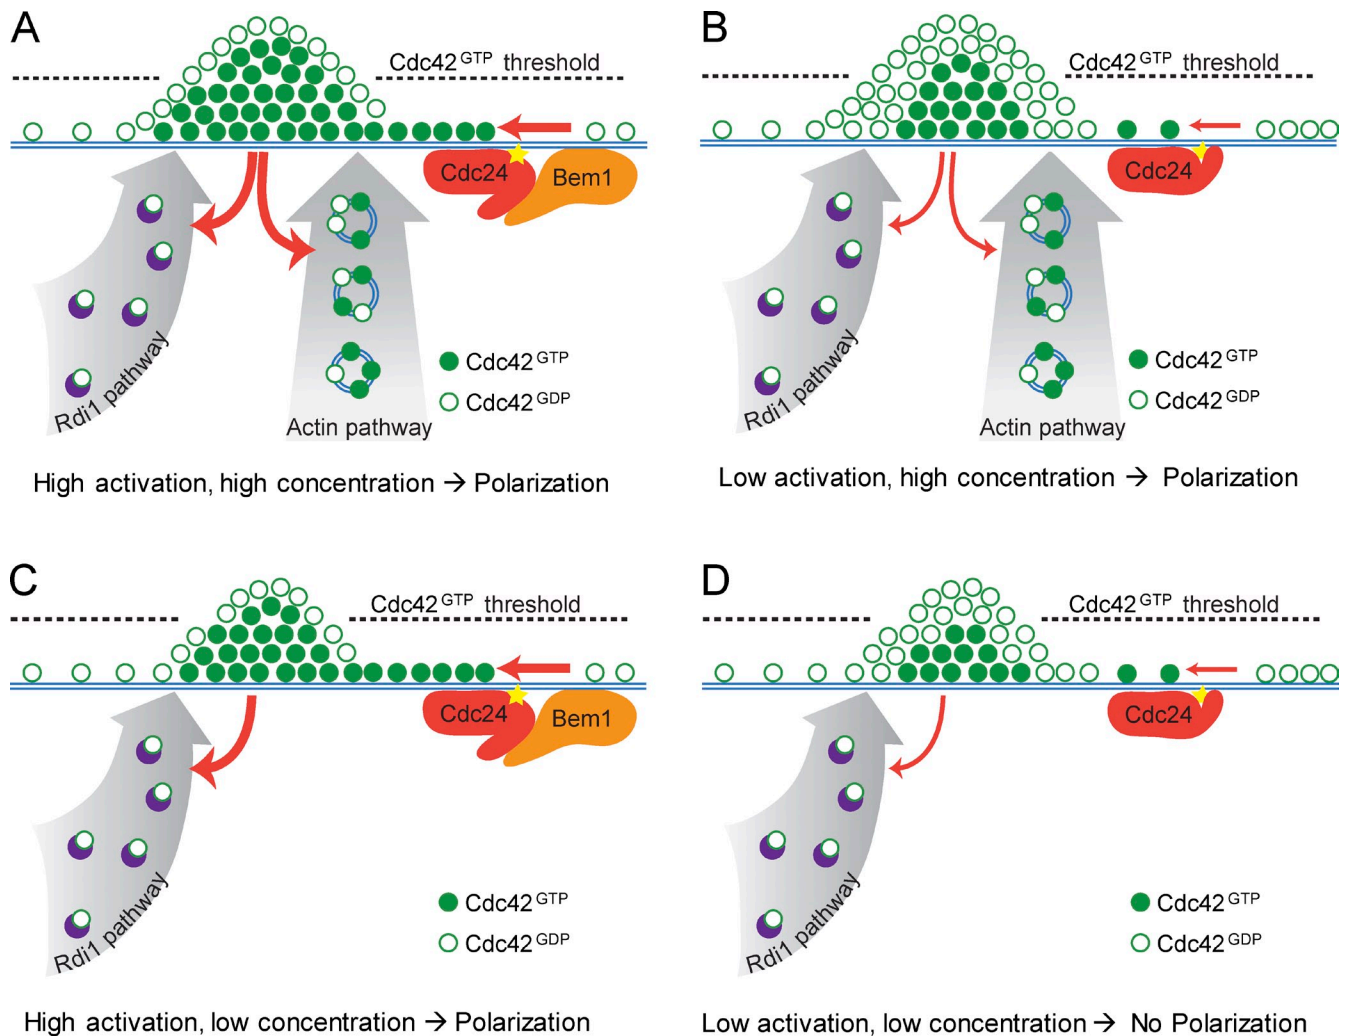 A
Cdc42GTP threshold
Cdc24
Bem1
Rdi1 pathway
Actin pathway
Cdc42GTP
Cdc42GDP
High activation, high concentration → Polarization
B
Cdc42GTP threshold
Cdc24
Rdi1 pathway
Actin pathway
Cdc42GTP
Cdc42GDP
Low activation, high concentration → Polarization
C
Cdc42GTP threshold
Cdc24
Bem1
Rdi1 pathway
Cdc42GTP
Cdc42GDP
High activation, low concentration → Polarization
D
Cdc42GTP threshold
Cdc24
Rdi1 pathway
Cdc42GTP
Cdc42GDP
Low activation, low concentration → No Polarization